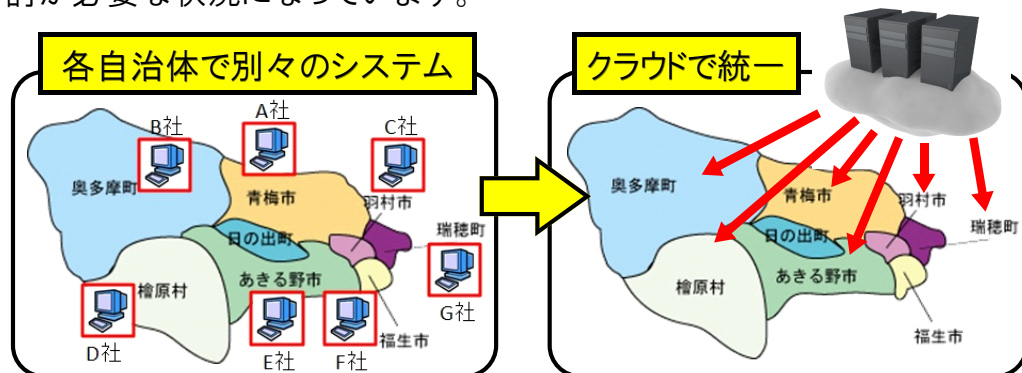 各自治体で別々のシステム
B社
A社
C社
奥多摩町
青梅市
羽村市
日の出町
瑞穂町
あきる野市
檜原村
G社
福生市
D社
E社
F社
クラウドで統一
奥多摩町
青梅市
羽村市
日の出町
瑞穂町
あきる野市
檜原村
福生市